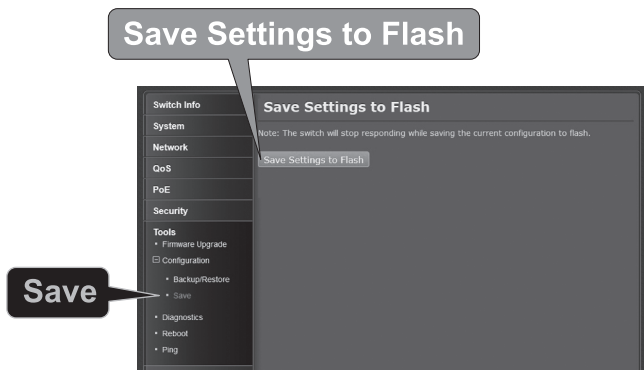 Save Settings to Flash
Switch Info
System
Network
QoS
PoE
Security
Tools
• Firmware Upgrade
Configuration
• Backup/Restore
• Save
• Diagnostics
• Reboot
• Ping
Save Settings to Flash
Note: The switch will stop responding while saving the current configuration to flash.
Save Settings to Flash
Save